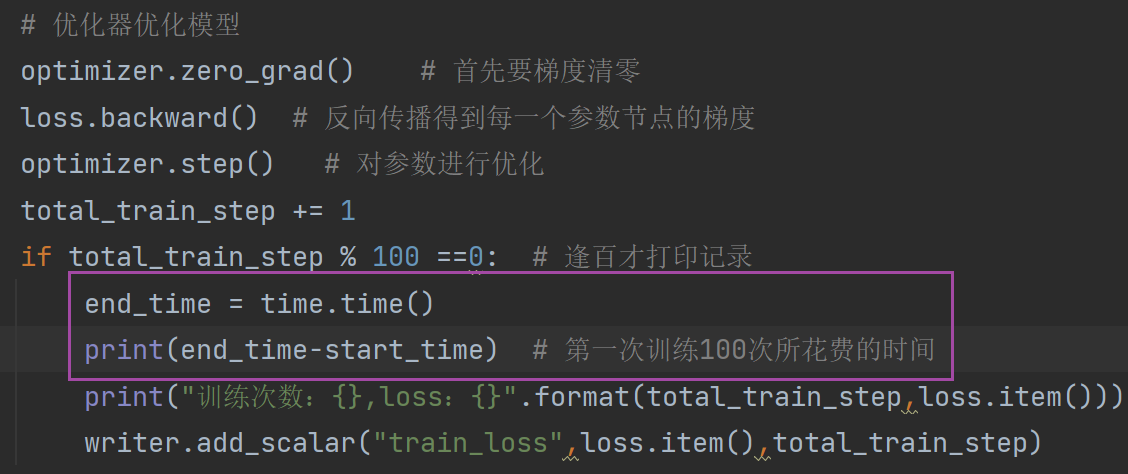 # 优化器优化模型
optimizer.zero_grad()    # 首先要梯度清零
loss.backward()  # 反向传播得到每一个参数节点的梯度
optimizer.step()   # 对参数进行优化
total_train_step += 1
if total_train_step % 100 ==0:  # 逢百才打印记录
    end_time = time.time()
    print(end_time-start_time)  # 第一次训练100次所花费的时间
    print("训练次数: {},loss: {}".format(total_train_step,loss.item()))
    writer.add_scalar("train_loss",loss.item(),total_train_step)